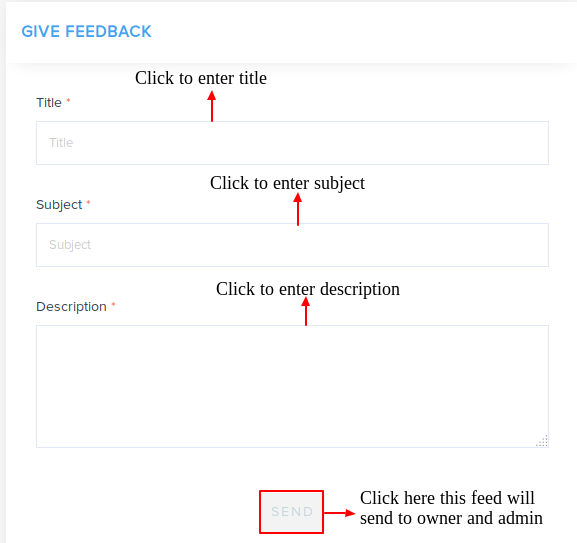 GIVE FEEDBACK
Click to enter title
Title *
Title
Click to enter subject
Subject *
Subject
Click to enter description
Description *
SEND
Click here this feed will
send to owner and admin